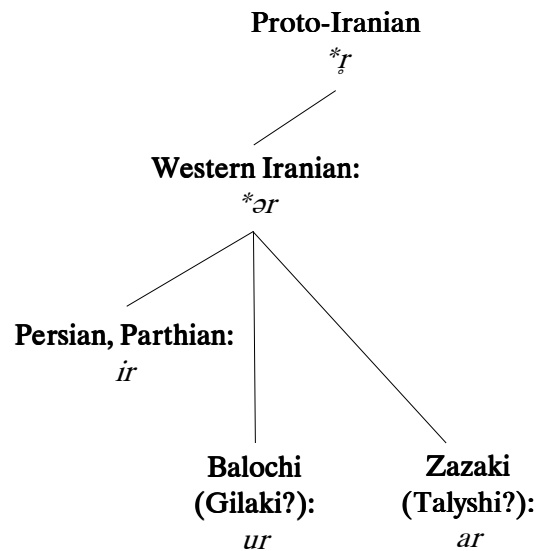 Proto-Iranian
*r̥
Western Iranian:
*ər
Persian, Parthian:
ir
Balochi
(Gilaki?):
ur
Zazaki
(Talyshi?):
ar